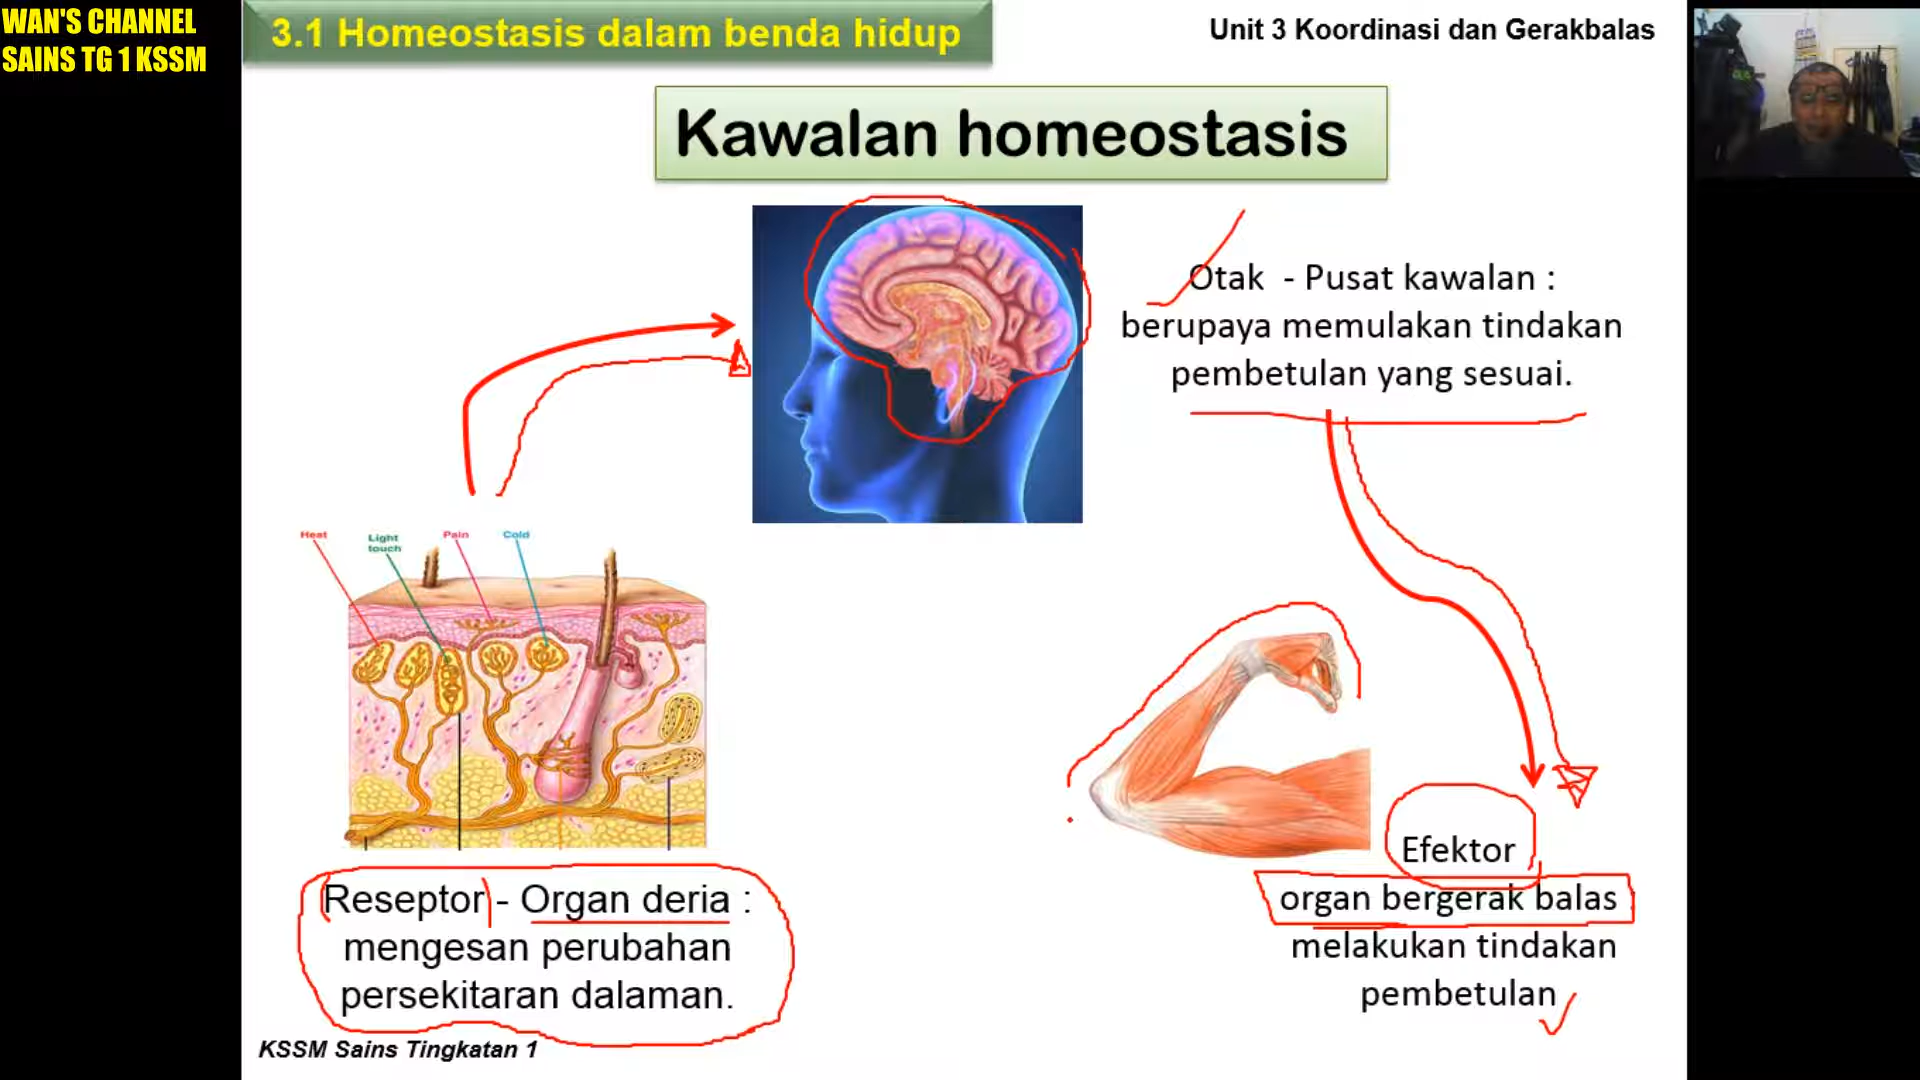 WAN'S CHANNEL
SAINS TG 1 KSSM
3.1 Homeostasis dalam benda hidup
Unit 3 Koordinasi dan Gerakbalas
Kawalan homeostasis
Otak - Pusat kawalan :
berupaya memulakan tindakan
pembetulan yang sesuai.
Heat
Light
touch
Pain
Cold
Reseptor - Organ deria :
mengesan perubahan
persekitaran dalaman.
Efektor
organ bergerak balas
melakukan tindakan
pembetulan
KSSM Sains Tingkatan 1